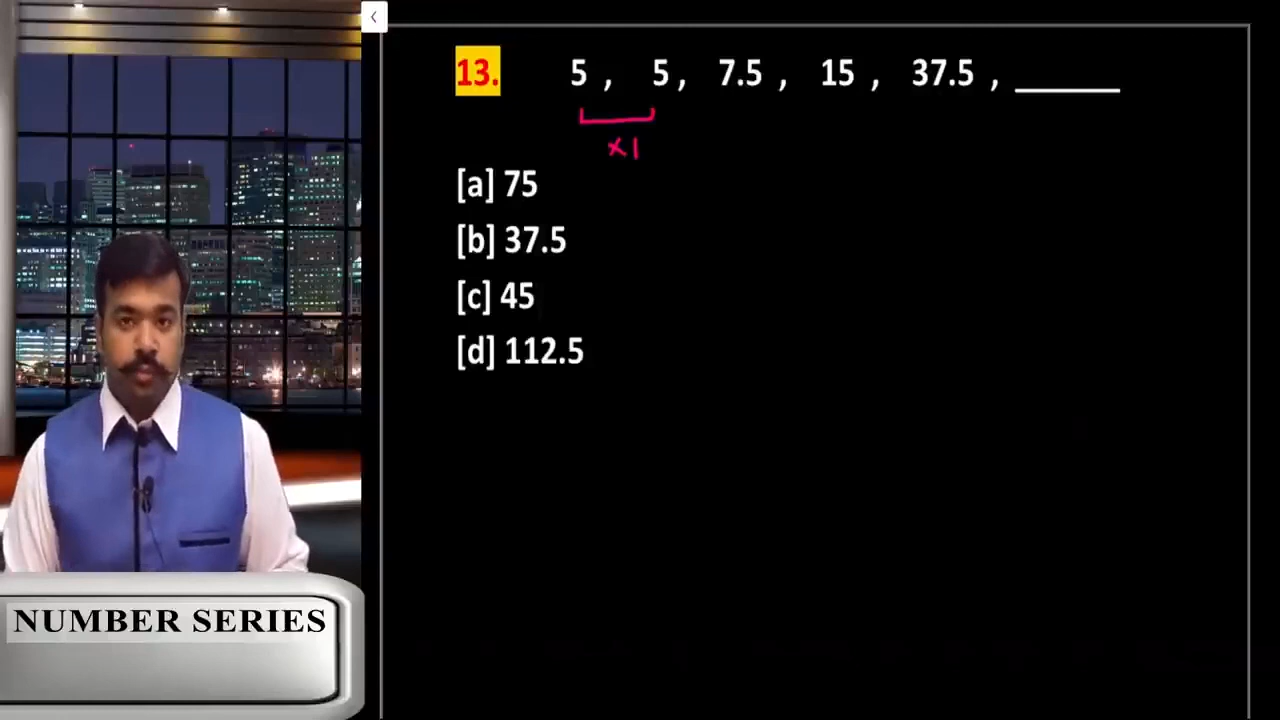 13. 5 , 5 , 7.5 , 15 , 37.5 , ______
×1
[a] 75
[b] 37.5
[c] 45
[d] 112.5
NUMBER SERIES